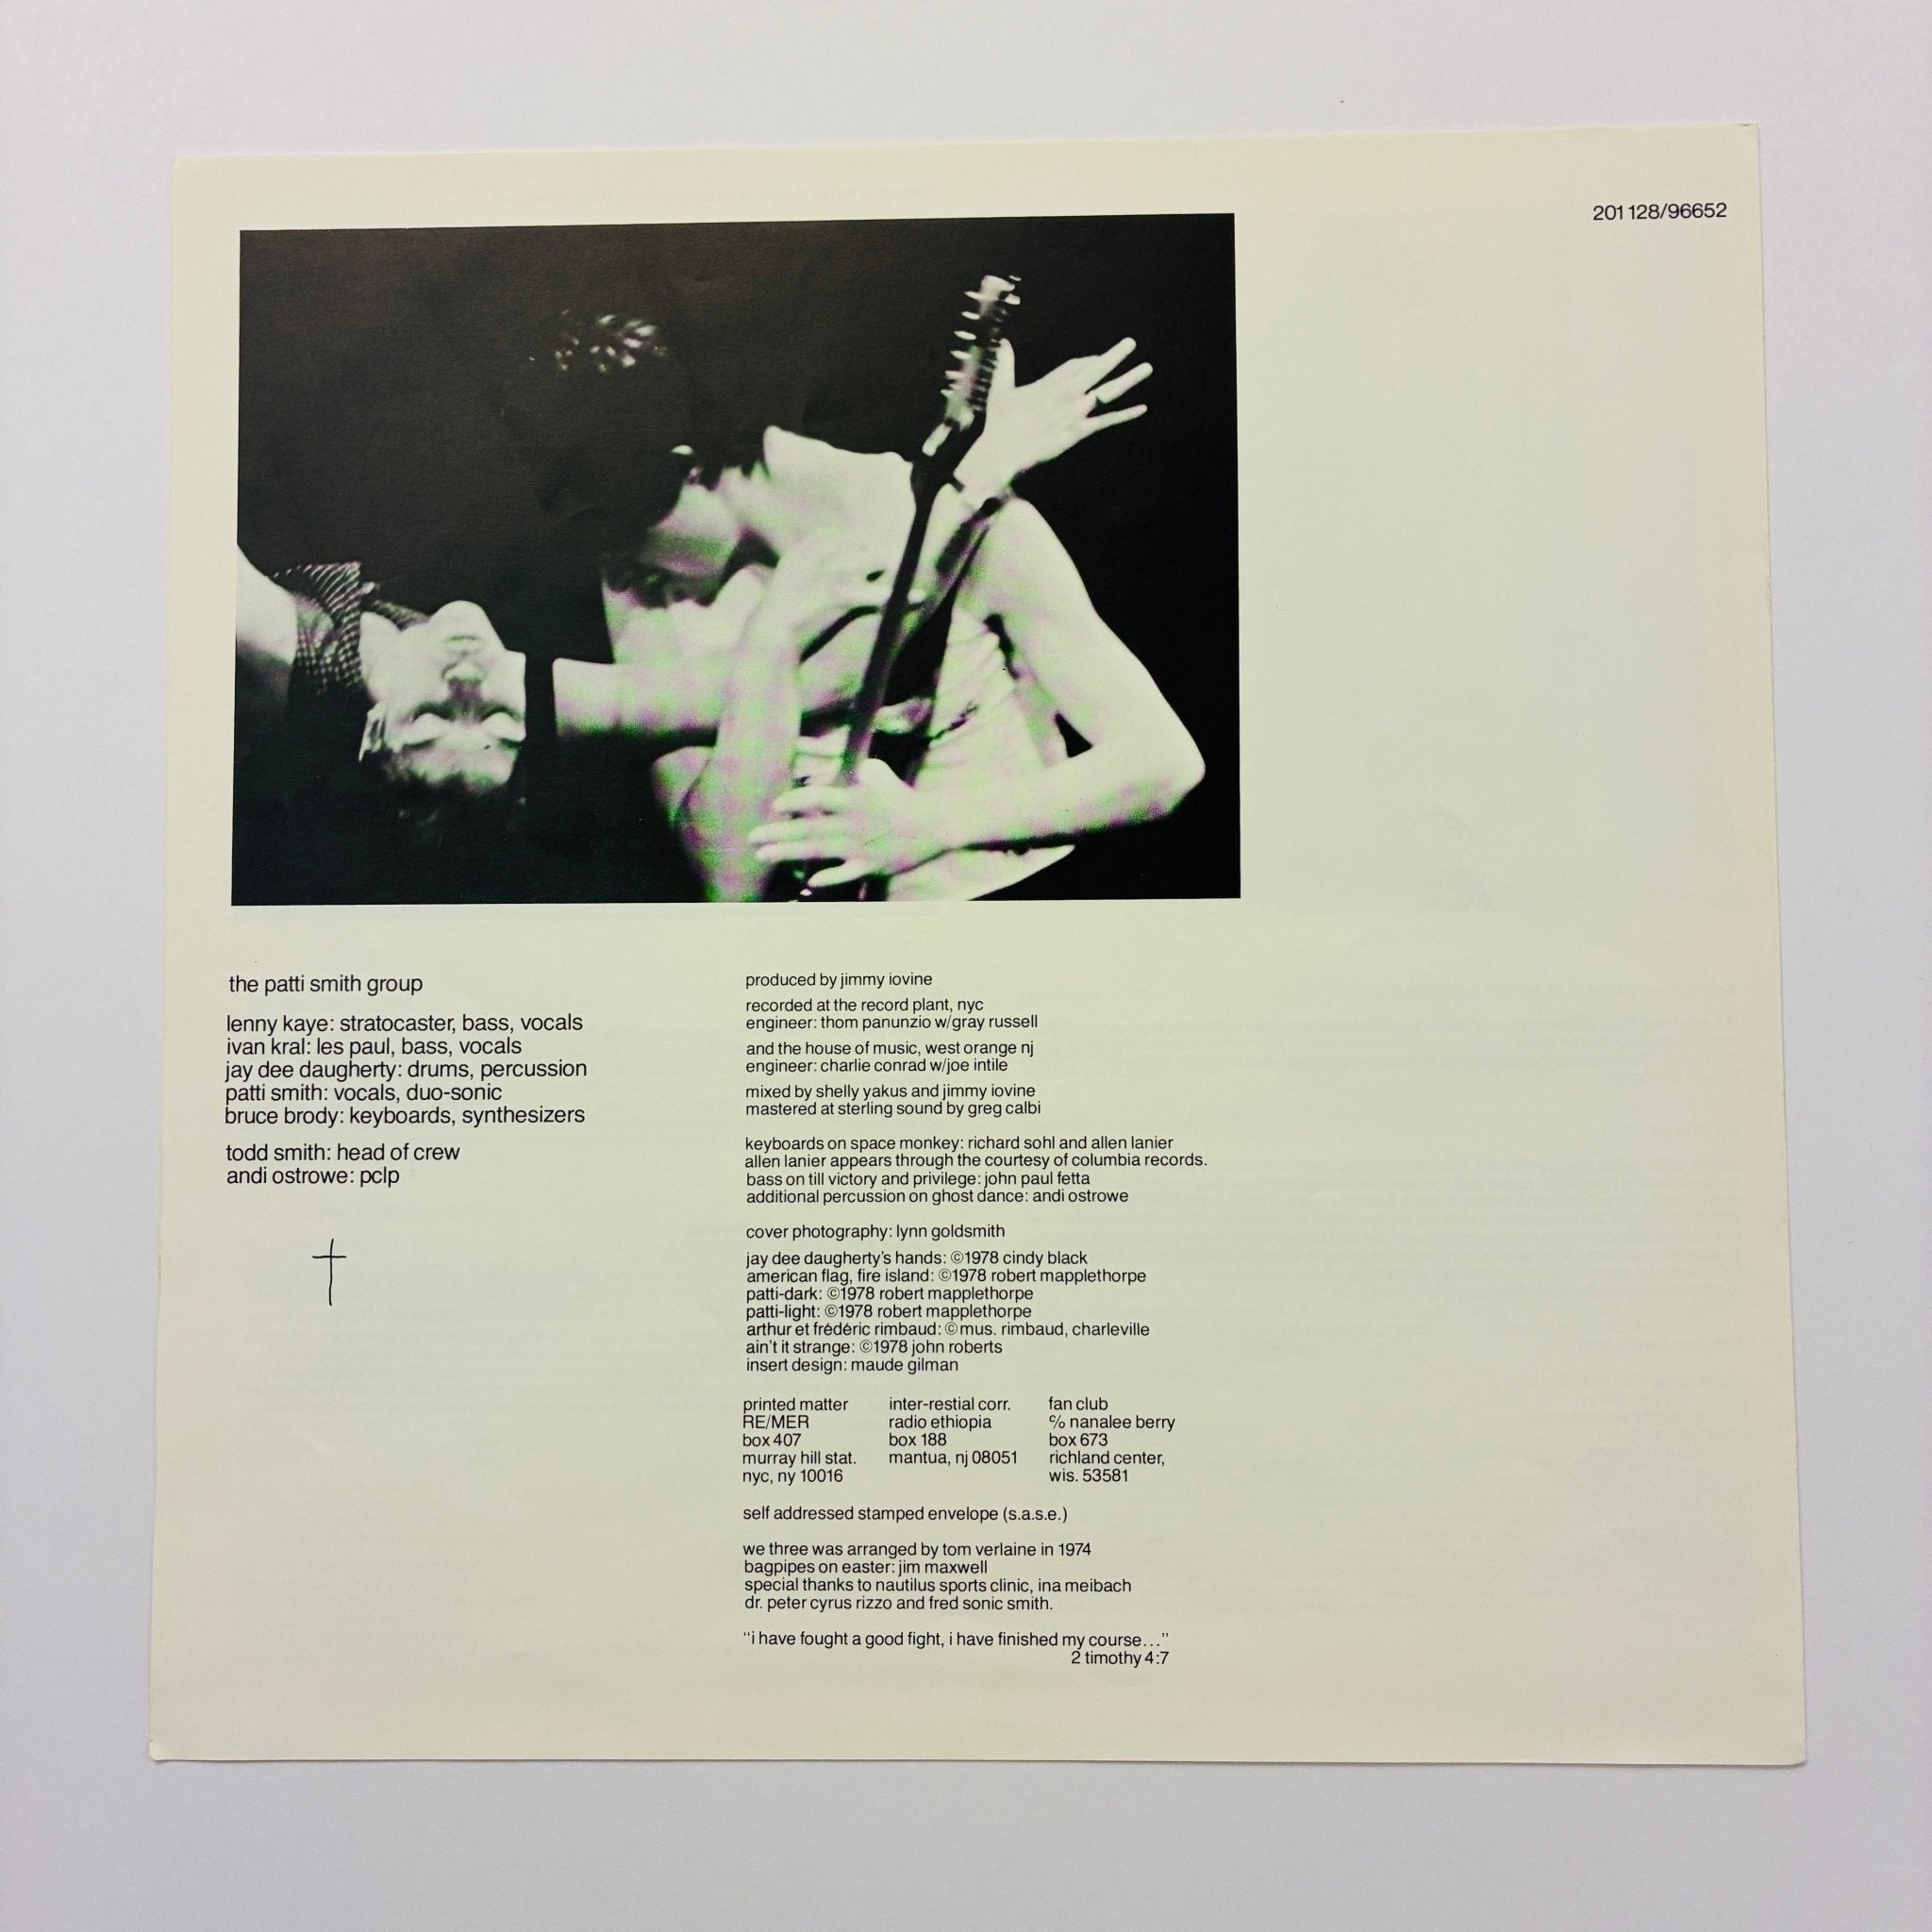 201 128/96652
the patti smith group
lenny kaye: stratocaster, bass, vocals
ivan kral: les paul, bass, vocals
jay dee daugherty: drums, percussion
patti smith: vocals, duo-sonic
bruce brody: keyboards, synthesizers
todd smith: head of crew
andi ostrowe: pclp
produced by jimmy iovine
recorded at the record plant, nyc
engineer: thom panunzio w/gray russell
and the house of music, west orange nj
engineer: charlie conrad w/joe intile
mixed by shelly yakus and jimmy iovine
mastered at sterling sound by greg calbi
keyboards on space monkey: richard sohl and allen lanier
allen lanier appears through the courtesy of columbia records.
bass on till victory and privilege: john paul fetta
additional percussion on ghost dance: andi ostrowe
cover photography: lynn goldsmith
jay dee daugherty's hands: ©1978 cindy black
american flag, fire island: ©1978 robert mapplethorpe
patti-dark: ©1978 robert mapplethorpe
patti-light: ©1978 robert mapplethorpe
arthur et frédéric rimbaud: ©mus. rimbaud, charleville
ain't it strange: ©1978 john roberts
insert design: maude gilman
printed matter
RE/MER
box 407
murray hill stat.
nyc, ny 10016
inter-restial corr.
radio ethiopia
box 188
mantua, nj 08051
fan club
℅ nanalee berry
box 673
richland center,
wis. 53581
self addressed stamped envelope (s.a.s.e.)
we three was arranged by tom verlaine in 1974
bagpipes on easter: jim maxwell
special thanks to nautilus sports clinic, ina meibach
dr. peter cyrus rizzo and fred sonic smith.
"i have fought a good fight, i have finished my course..."
2 timothy 4:7